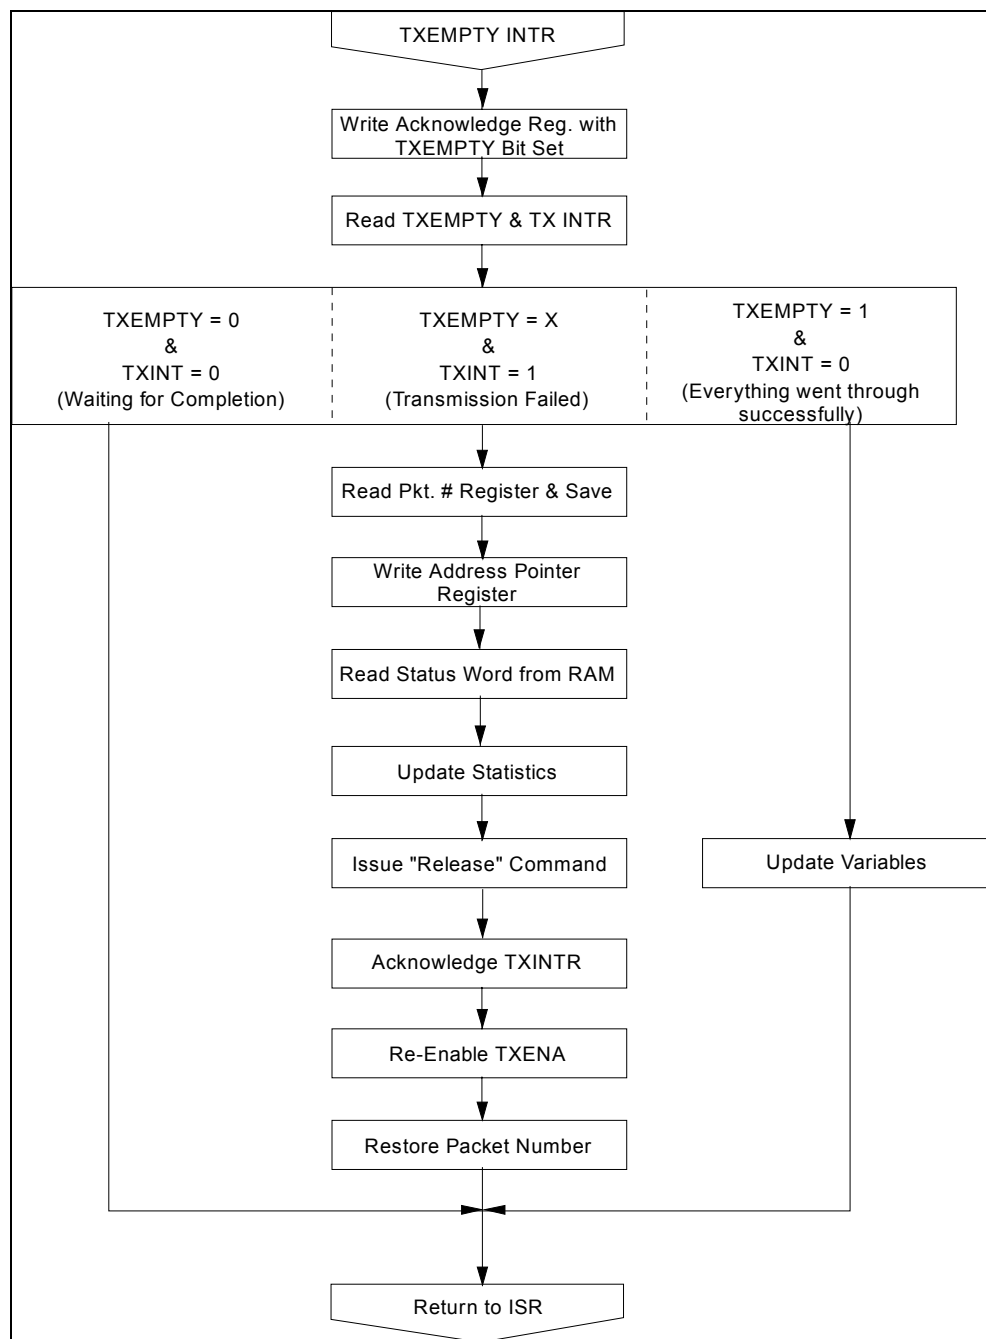 TXEMPTY INTR
Write Acknowledge Reg. with
TXEMPTY Bit Set
Read TXEMPTY & TX INTR
TXEMPTY = 0
&
TXINT = 0
(Waiting for Completion)
TXEMPTY = X
&
TXINT = 1
(Transmission Failed)
TXEMPTY = 1
&
TXINT = 0
(Everything went through
successfully)
Read Pkt. # Register & Save
Write Address Pointer
Register
Read Status Word from RAM
Update Statistics
Issue "Release" Command
Update Variables
Acknowledge TXINTR
Re-Enable TXENA
Restore Packet Number
Return to ISR